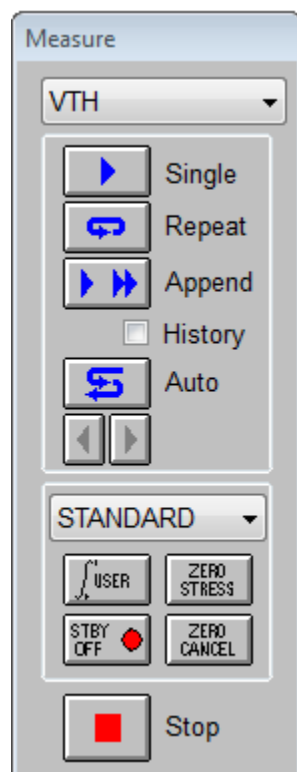 Measure
VTH
Single
Repeat
Append
History
Auto
STANDARD
USER
ZERO
STRESS
STBY
OFF
ZERO
CANCEL
Stop